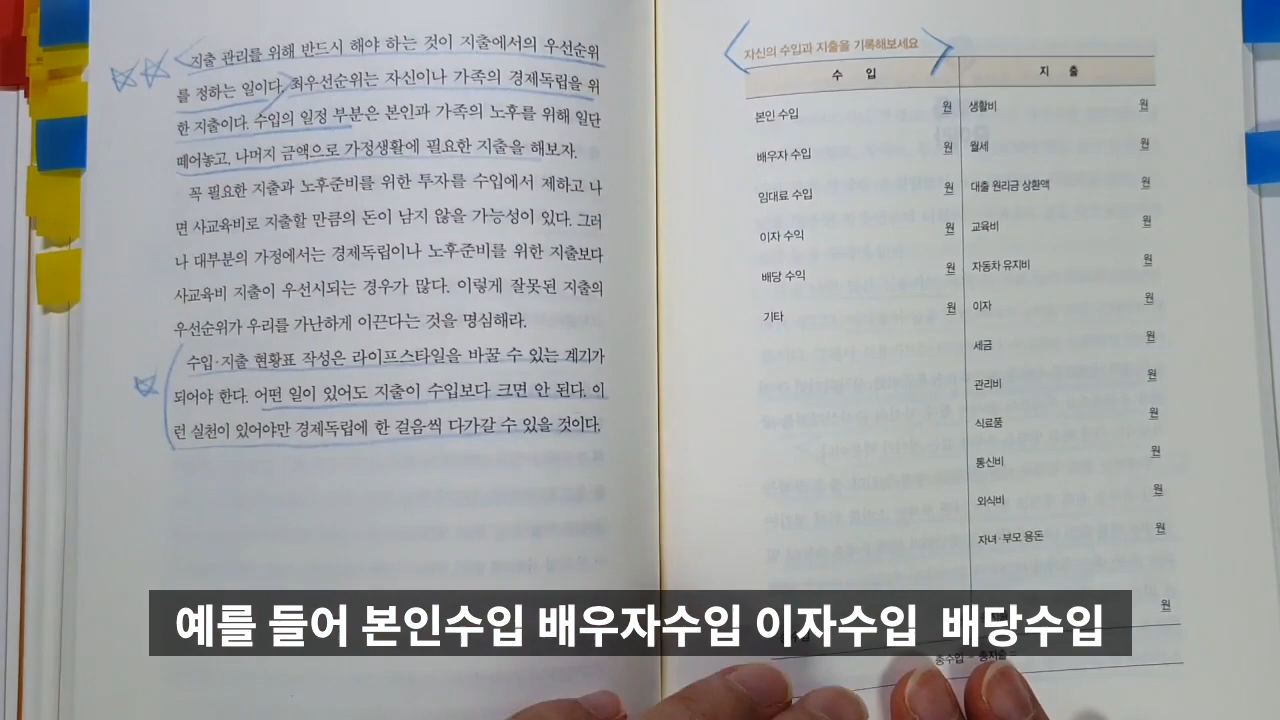 지출 관리를 위해 반드시 해야 하는 것이 지출에서의 우선순위
를 정하는 일이다. 최우선순위는 자신이나 가족의 경제독립을 위
한 지출이다. 수입의 일정 부분은 본인과 가족의 노후를 위해 일단
떼어놓고, 나머지 금액으로 가정생활에 필요한 지출을 해보자.
꼭 필요한 지출과 노후준비를 위한 투자를 수입에서 제하고 나
면 사교육비로 지출할 만큼의 돈이 남지 않을 가능성이 있다. 그러
나 대부분의 가정에서는 경제독립이나 노후준비를 위한 지출보다
사교육비 지출이 우선시되는 경우가 많다. 이렇게 잘못된 지출의
우선순위가 우리를 가난하게 이끈다는 것을 명심해라.
수입·지출 현황표 작성은 라이프스타일을 바꿀 수 있는 계기가
되어야 한다. 어떤 일이 있어도 지출이 수입보다 크면 안 된다. 이
런 실천이 있어야만 경제독립에 한 걸음씩 다가갈 수 있을 것이다.
자신의 수입과 지출을 기록해보세요
수 입 지 출
본인 수입 원 생활비 원
배우자 수입 원 월세 원
임대료 수입 원 대출 원리금 상환액 원
이자 수익 원 교육비 원
배당 수익 원 자동차 유지비 원
기타 원 이자 원
세금 원
관리비 원
식료품 원
통신비 원
외식비 원
자녀·부모 용돈 원
원
총수입 - 총지출 =
예를 들어 본인수입 배우자수입 이자수입 배당수입